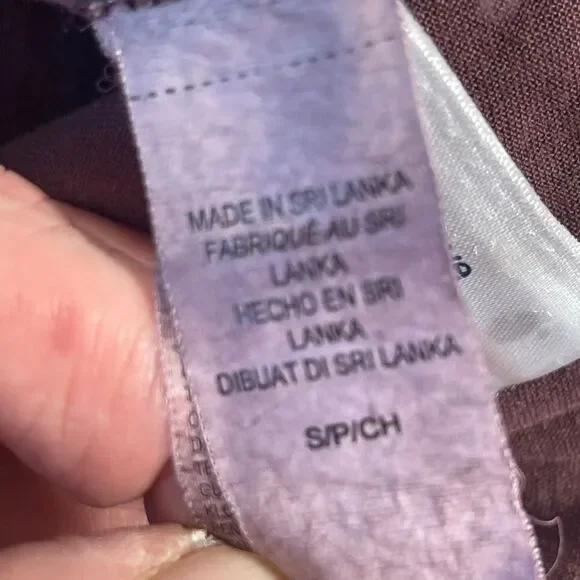 MADE IN SRI LANKA
FABRIQUÉ AU SRI
LANKA
HECHO EN SRI
LANKA
DIBUAT DI SRI LANKA
S/P/CH